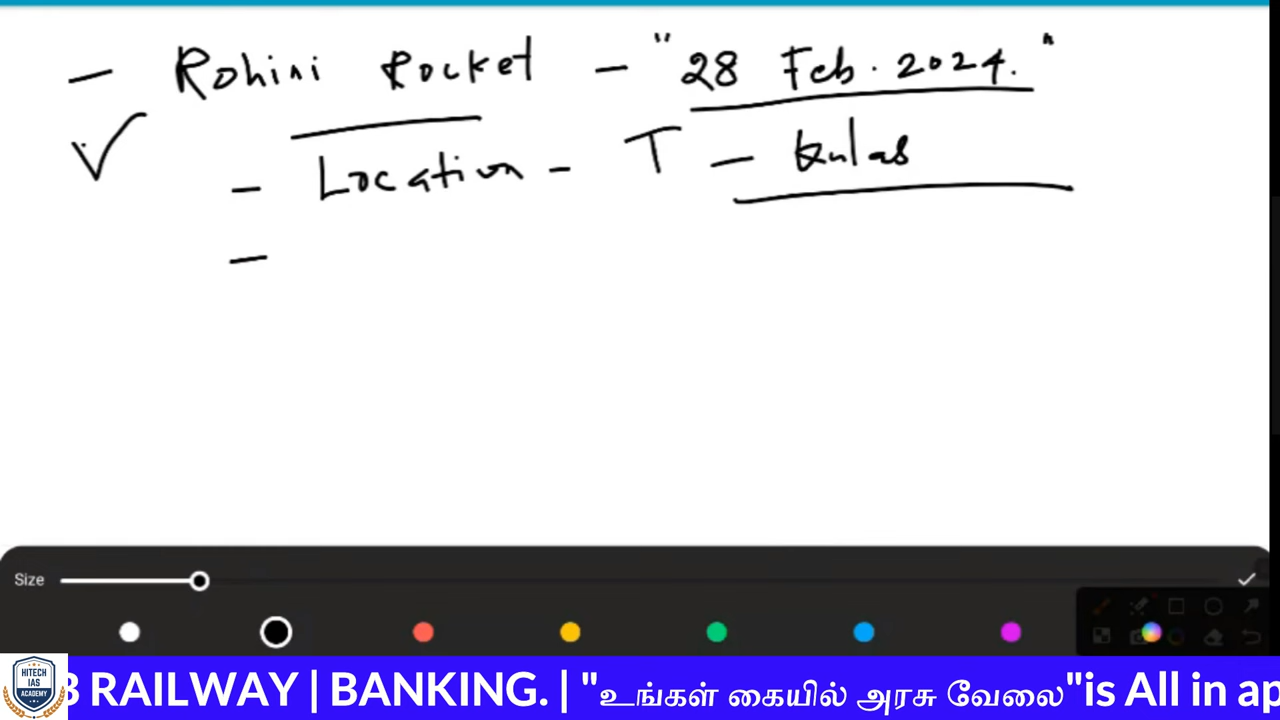 - Rohini Rocket - "28 Feb. 2024."
- Location - T - Kulas
-
Size
HITECH
IAS
ACADEMY
B RAILWAY | BANKING. | "உங்கள் கையில் அரசு வேலை"is All in ap